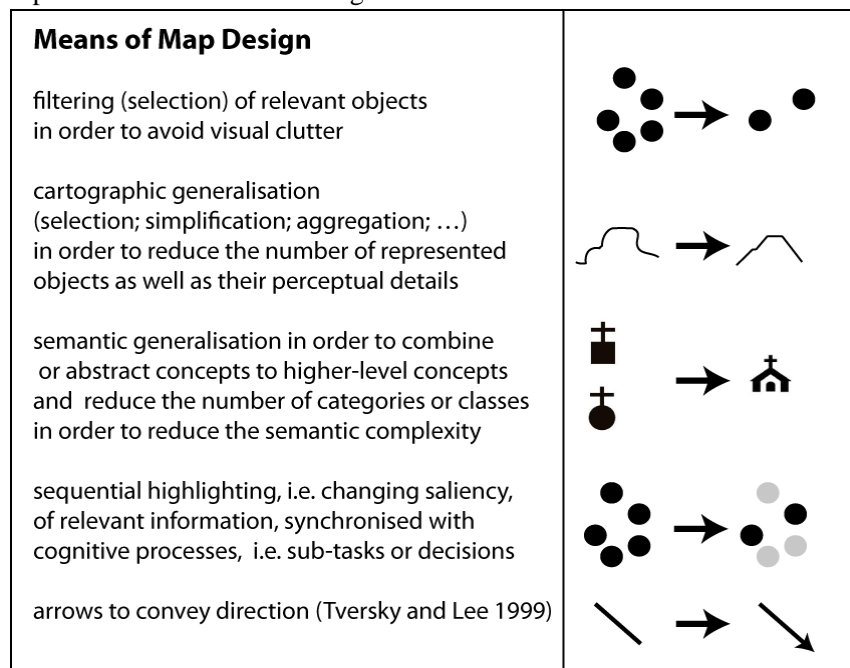 Means of Map Design
filtering (selection) of relevant objects
in order to avoid visual clutter
cartographic generalisation
(selection; simplification; aggregation; …)
in order to reduce the number of represented
objects as well as their perceptual details
semantic generalisation in order to combine
or abstract concepts to higher-level concepts
and reduce the number of categories or classes
in order to reduce the semantic complexity
sequential highlighting, i.e. changing saliency,
of relevant information, synchronised with
cognitive processes, i.e. sub-tasks or decisions
arrows to convey direction (Tversky and Lee 1999)